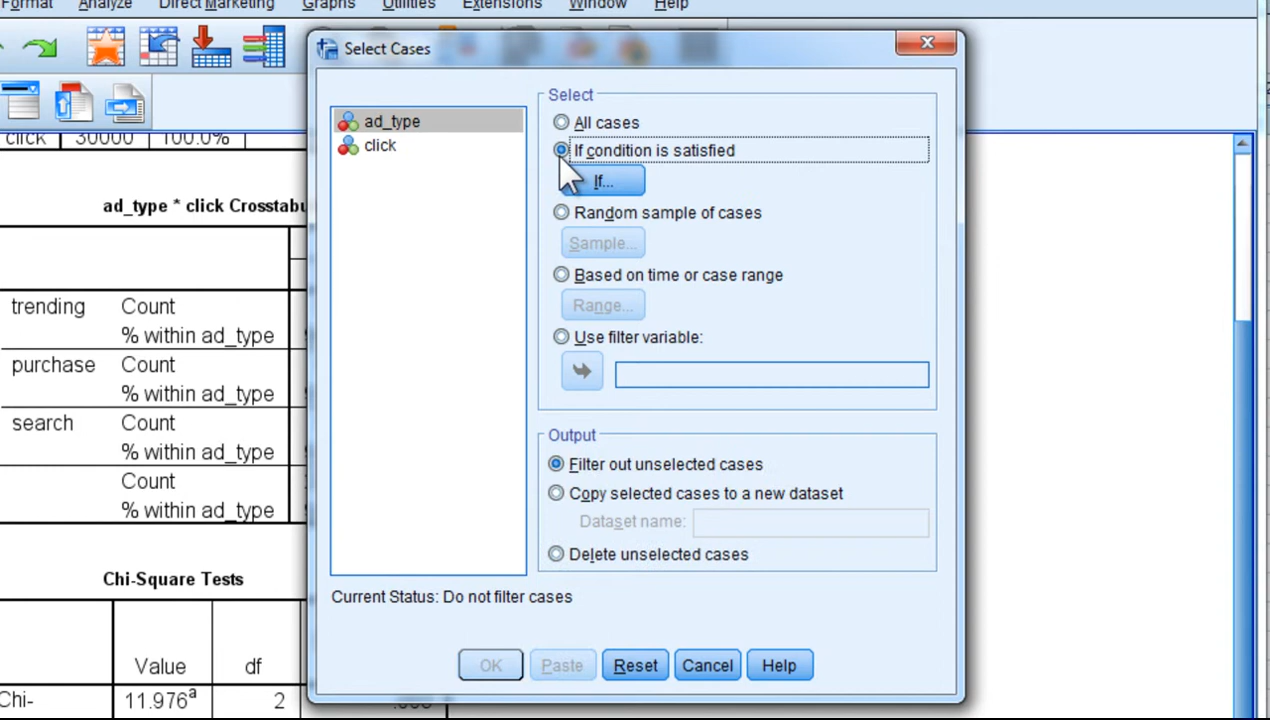 Format Analyze Direct Marketing Graphs Utilities Extensions Window Help
Select Cases
click 30000 100.0%
ad_type * click Crosstabu
trending Count
% within ad_type
purchase Count
% within ad_type
search Count
% within ad_type
Count
% within ad_type
Chi-Square Tests
Value df
Chi- 11.976a 2
ad_type
click
Select
All cases
If condition is satisfied
If...
Random sample of cases
Sample...
Based on time or case range
Range...
Use filter variable:
Output
Filter out unselected cases
Copy selected cases to a new dataset
Dataset name:
Delete unselected cases
Current Status: Do not filter cases
OK Paste Reset Cancel Help